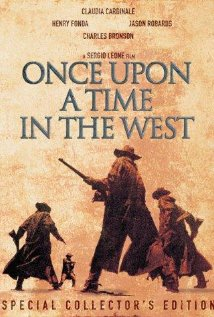 CLAUDIA CARDINALE
HENRY FONDA JASON ROBARDS
CHARLES BRONSON
A SERGIO LEONE FILM
ONCE UPON
A TIME
IN THE WEST
SPECIAL COLLECTOR'S EDITION